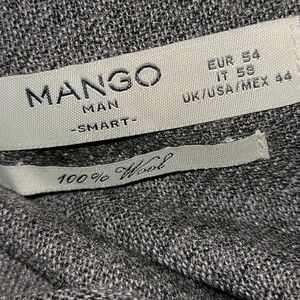 MANGO
MAN
-SMART-
EUR 54
IT 58
UK/USA/MEX 44
100% Wool